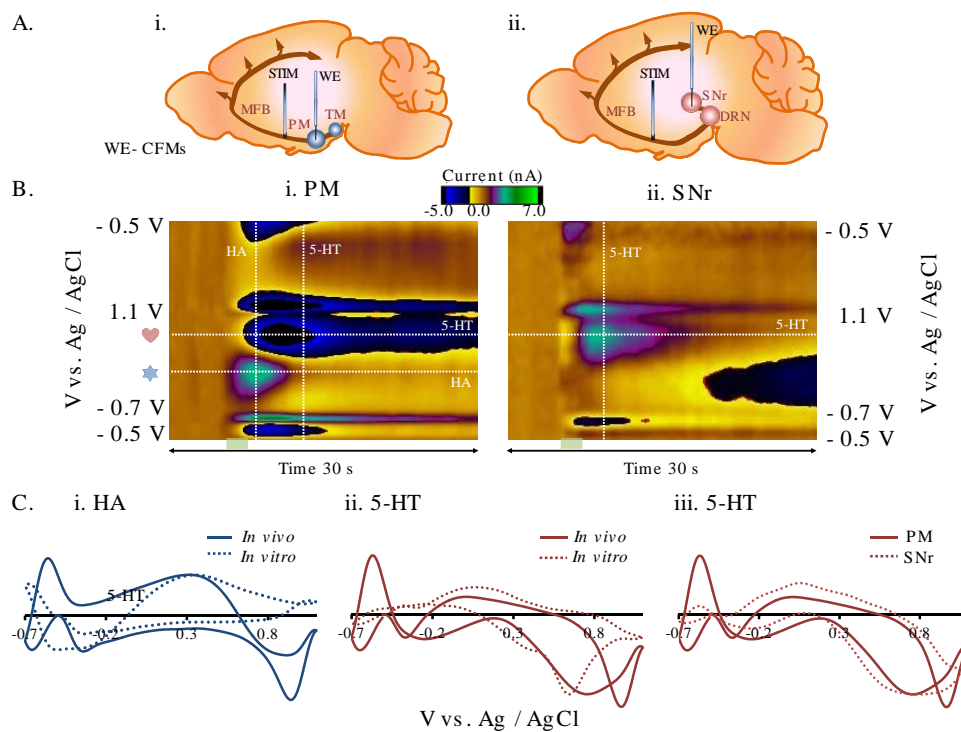 A.
i.
ii.
WE
STIM
WE
STIM
MFB
PM
TM
WE- CFMs
MFB
SNr
DRN
B.
i. PM
Current (nA)
-5.0 0.0 7.0
ii. SNr
- 0.5 V
HA
5-HT
5-HT
- 0.5 V
V vs. Ag / AgCl
1.1 V
5-HT
5-HT
1.1 V
V vs. Ag / AgCl
HA
- 0.7 V
- 0.5 V
- 0.7 V
- 0.5 V
Time 30 s
Time 30 s
C.
i. HA
ii. 5-HT
iii. 5-HT
In vivo
In vitro
In vivo
In vitro
PM
SNr
5-HT
-0.7 -0.2 0.3 0.8
-0.7 -0.2 0.3 0.8
-0.7 -0.2 0.3 0.8
V vs. Ag / AgCl